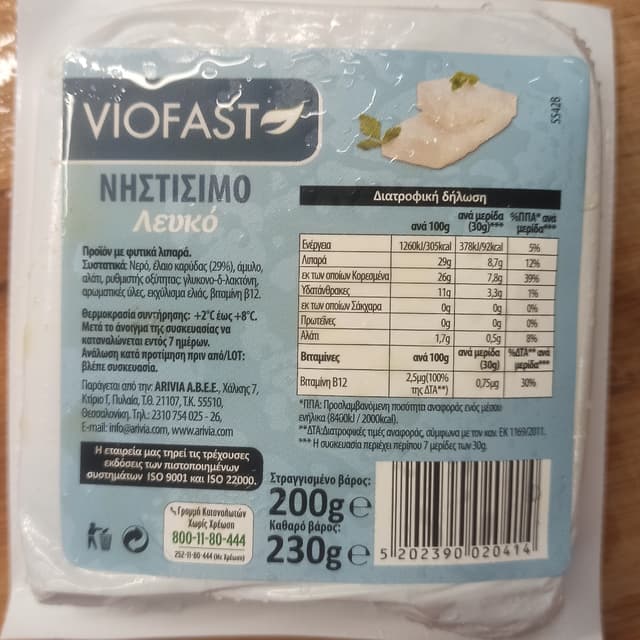 VIOFAST
ΝΗΣΤΙΣΙΜΟ
Λευκό
Προϊόν με φυτικά λιπαρά.
Συστατικά: Νερό, έλαιο καρύδας (29%), άμυλο,
αλάτι, ρυθμιστής οξύτητας: γλυκονο-δ-λακτόνη,
αρωματικές ύλες, εκχύλισμα ελιάς, βιταμίνη Β12.
Θερμοκρασία συντήρησης: +2°C έως +8°C.
Μετά το άνοιγμα της συσκευασίας να
καταναλώνεται εντός 7 ημερών.
Ανάλωση κατά προτίμηση πριν από/LOT:
βλέπε συσκευασία.
Παράγεται από την: ARIVIA Α.Β.Ε.Ε., Χάλκης 7,
Κτίριο Γ, Πυλαία, Τ.Θ. 21107, Τ.Κ. 55510,
Θεσσαλονίκη. Τηλ.: 2310 754 025 - 26,
E-mail: info@arivia.com, www.arivia.com
Η εταιρεία μας τηρεί τις τρέχουσες
εκδόσεις των πιστοποιημένων
συστημάτων ISO 9001 και ISO 22000.
Γραμμή Καταναλωτών
Χωρίς Χρέωση
800-11-80-444
252-11-80-444 (Με Χρέωση)
55428
Διατροφική δήλωση
ανά 100g ανά μερίδα (30g)*** %ΠΠΑ* ανά μερίδα***
Ενέργεια 1260kJ/305kcal 378kJ/92kcal 5%
Λιπαρά 29g 8,7g 12%
εκ των οποίων Κορεσμένα 26g 7,8g 39%
Υδατάνθρακες 11g 3,3g 1%
εκ των οποίων Σάκχαρα 0g 0g 0%
Πρωτεΐνες 0g 0g 0%
Αλάτι 1,7g 0,5g 8%
Βιταμίνες ανά 100g ανά μερίδα (30g) %ΔΤΑ** ανά μερίδα***
Βιταμίνη Β12 2,5μg(100% της ΔΤΑ**) 0,75μg 30%
*ΠΠΑ: Προσλαμβανόμενη ποσότητα αναφοράς ενός μέσου
ενήλικα (8400kJ / 2000kcal).
**ΔΤΑ:Διατροφικές τιμές αναφοράς, σύμφωνα με τον καν. ΕΚ 1169/2011.
*** Η συσκευασία περιέχει περίπου 7 μερίδες των 30g.
Στραγγισμένο βάρος:
200g e
Καθαρό βάρος:
230g e
5 202390 020414